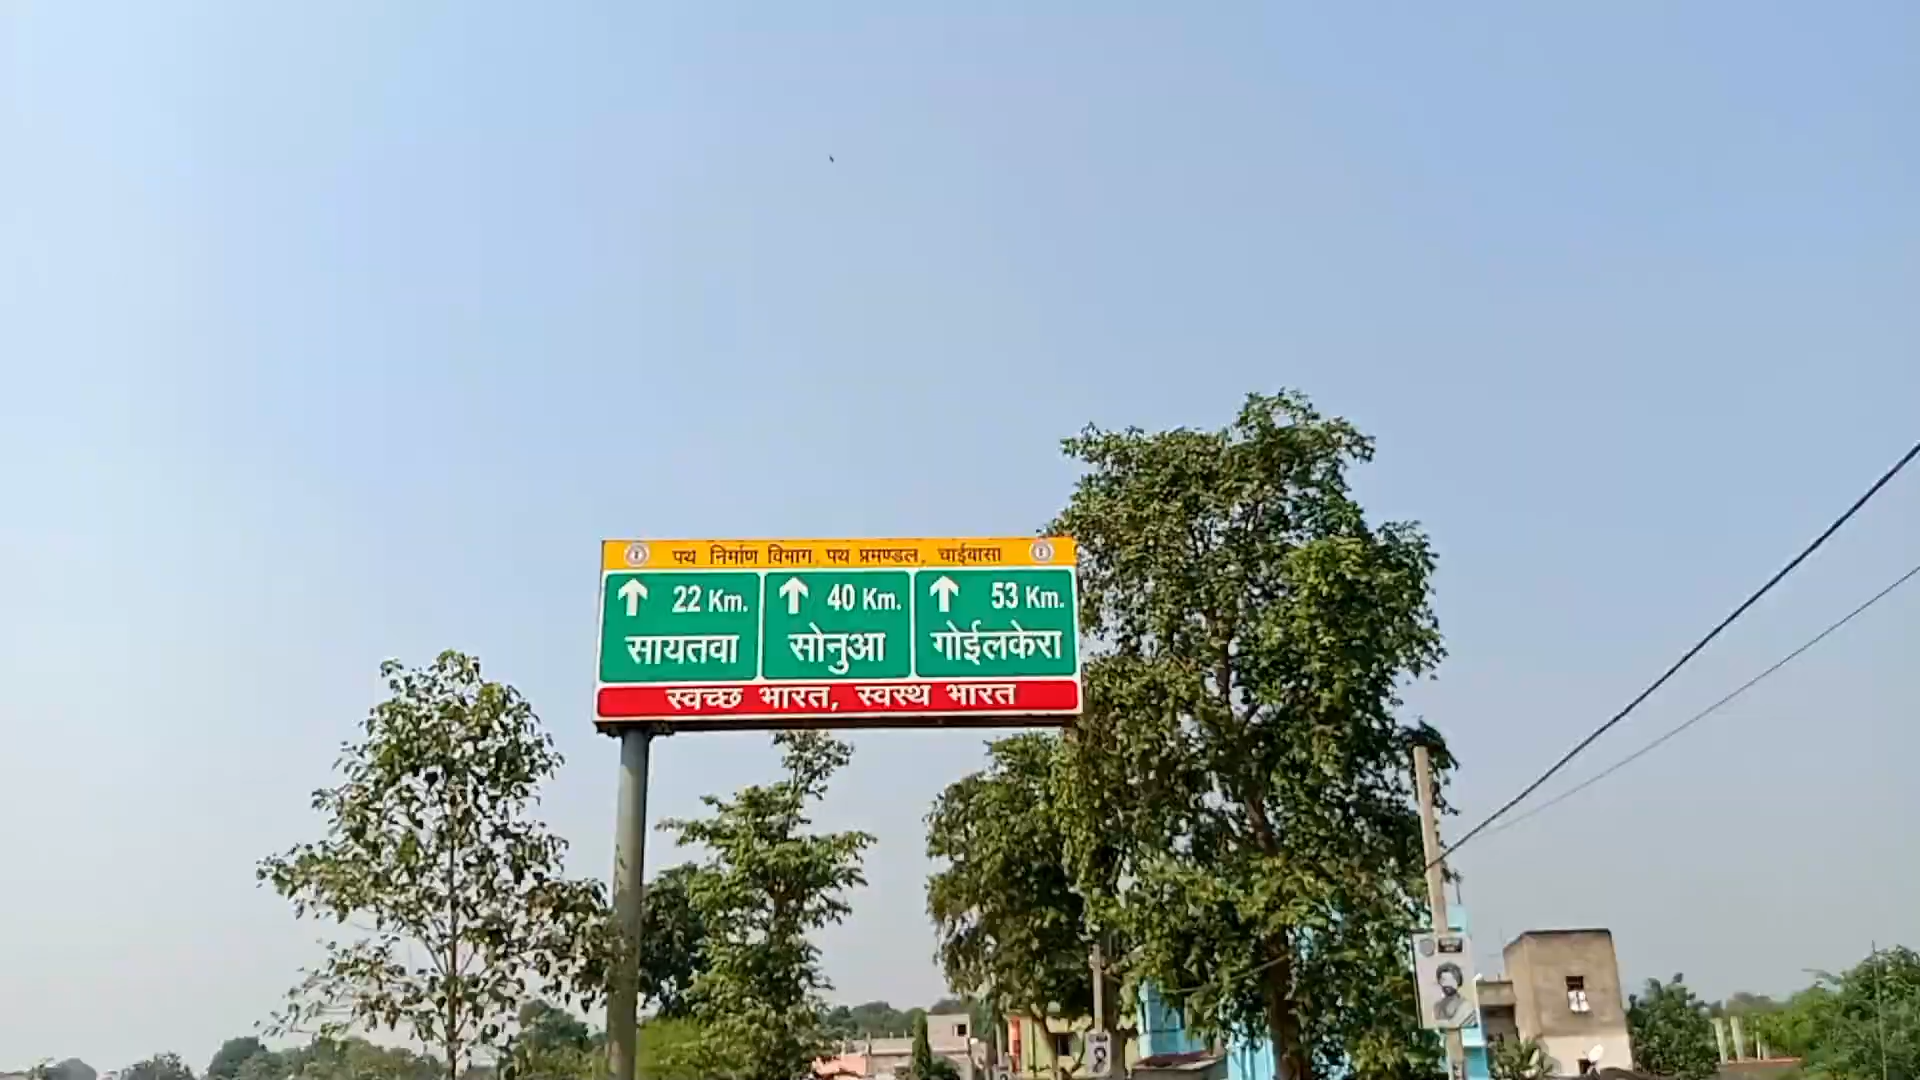 पथ निर्माण विभाग, पथ प्रमण्डल, चाईबासा
22 Km. 40 Km. 53 Km.
सायतवा सोनुआ गोईलकेरा
स्वच्छ भारत, स्वस्थ भारत